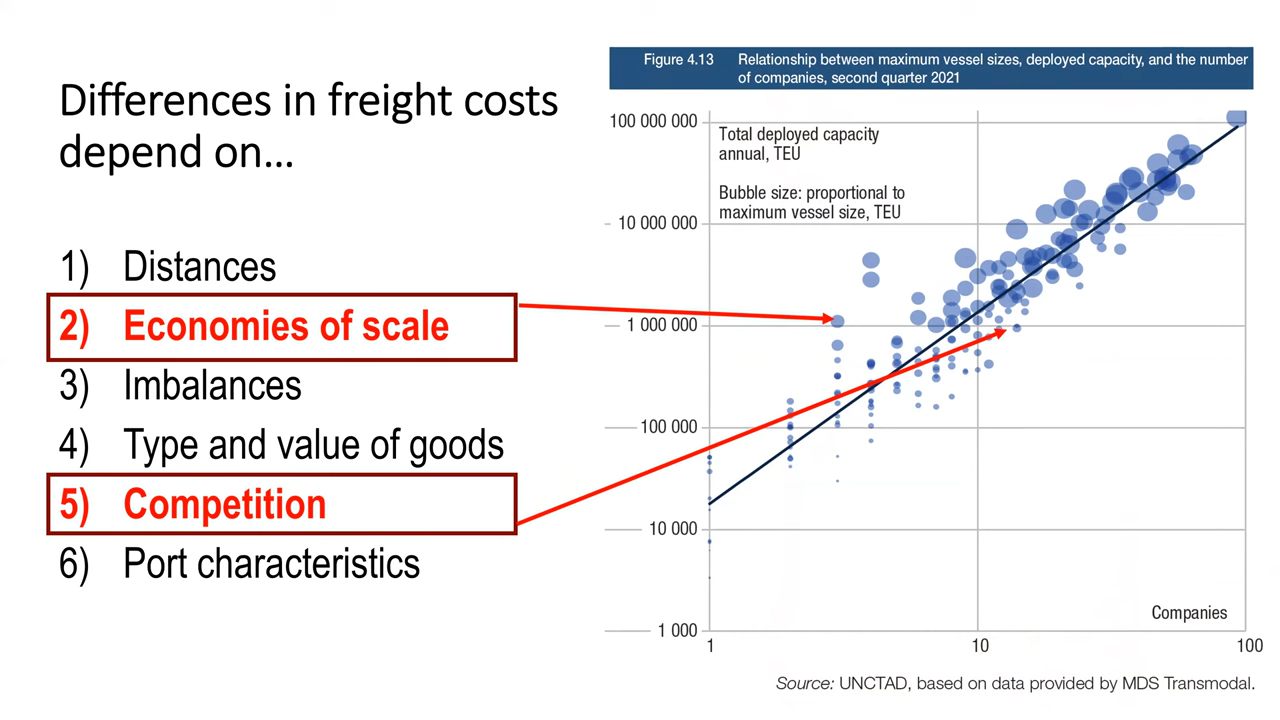 Differences in freight costs
depend on...
1) Distances
2) Economies of scale
3) Imbalances
4) Type and value of goods
5) Competition
6) Port characteristics
Figure 4.13 Relationship between maximum vessel sizes, deployed capacity, and the number
of companies, second quarter 2021
Total deployed capacity
annual, TEU
Bubble size: proportional to
maximum vessel size, TEU
100 000 000
10 000 000
1 000 000
100 000
10 000
1 000
Companies
1 10 100
Source: UNCTAD, based on data provided by MDS Transmodal.